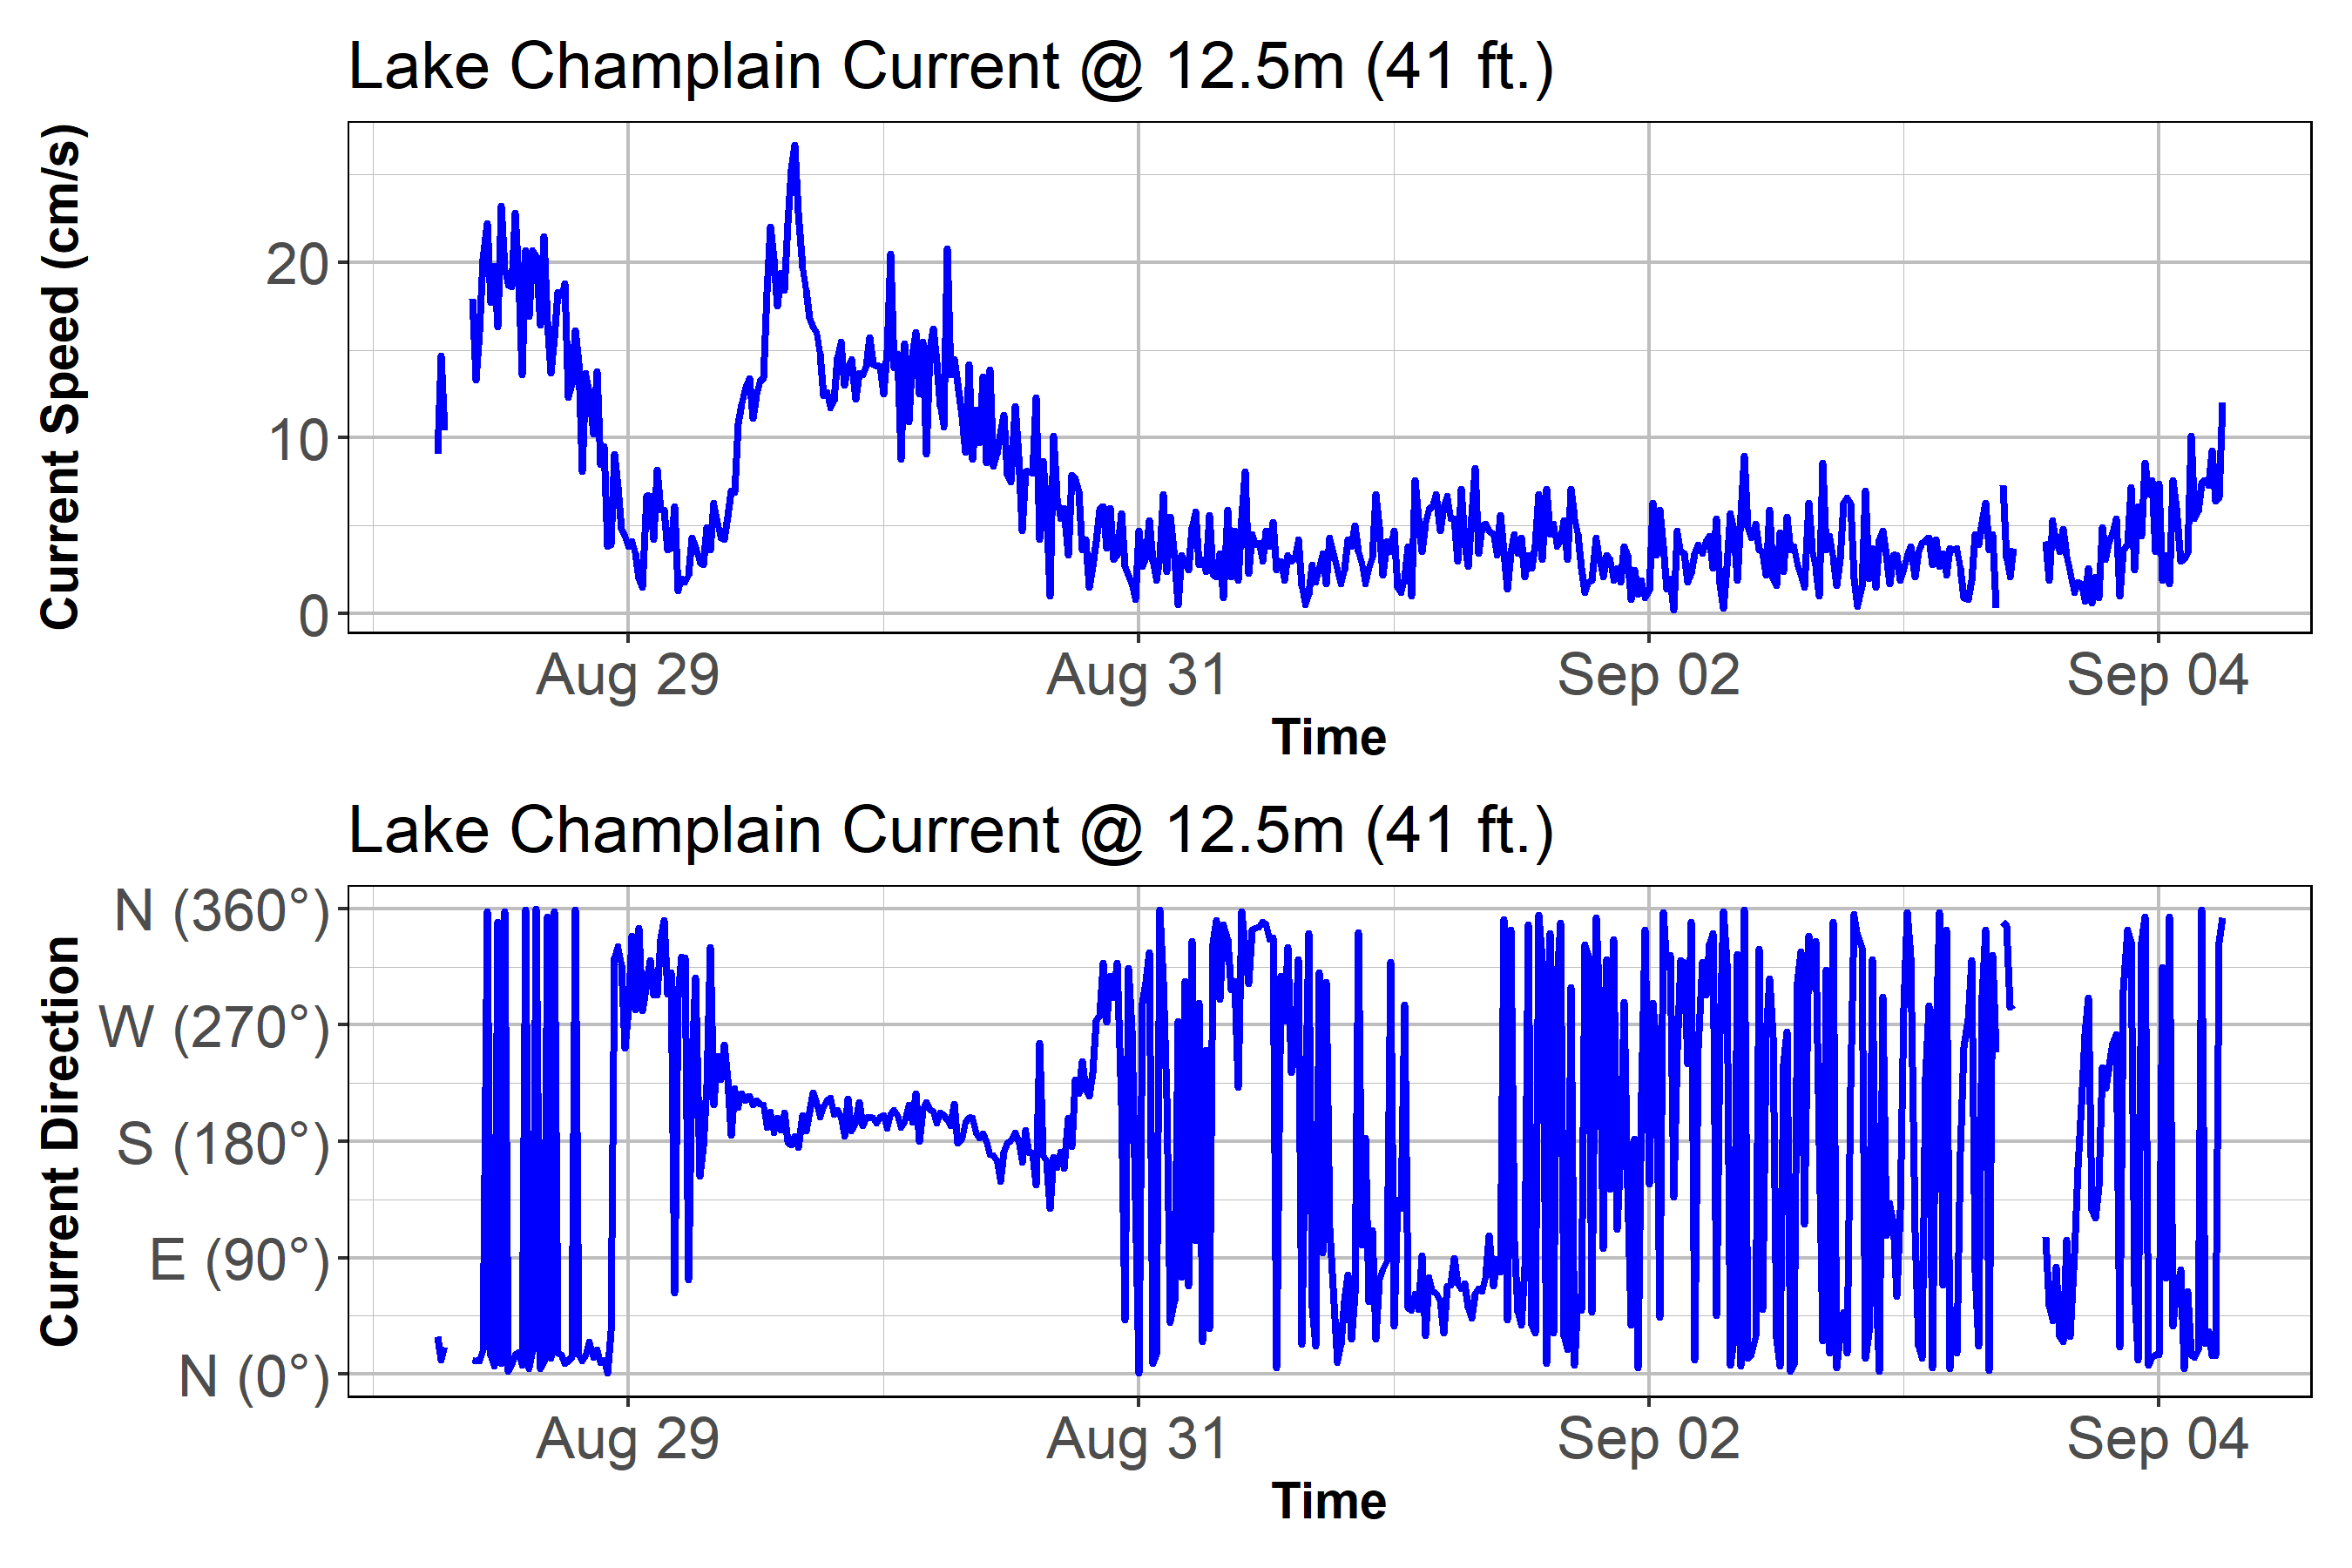 Lake Champlain Current @ 12.5m (41 ft.)
Current Speed (cm/s)
20
10
0
Aug 29 Aug 31 Sep 02 Sep 04
Time
Lake Champlain Current @ 12.5m (41 ft.)
Current Direction
N (360°)
W (270°)
S (180°)
E (90°)
N (0°)
Aug 29 Aug 31 Sep 02 Sep 04
Time